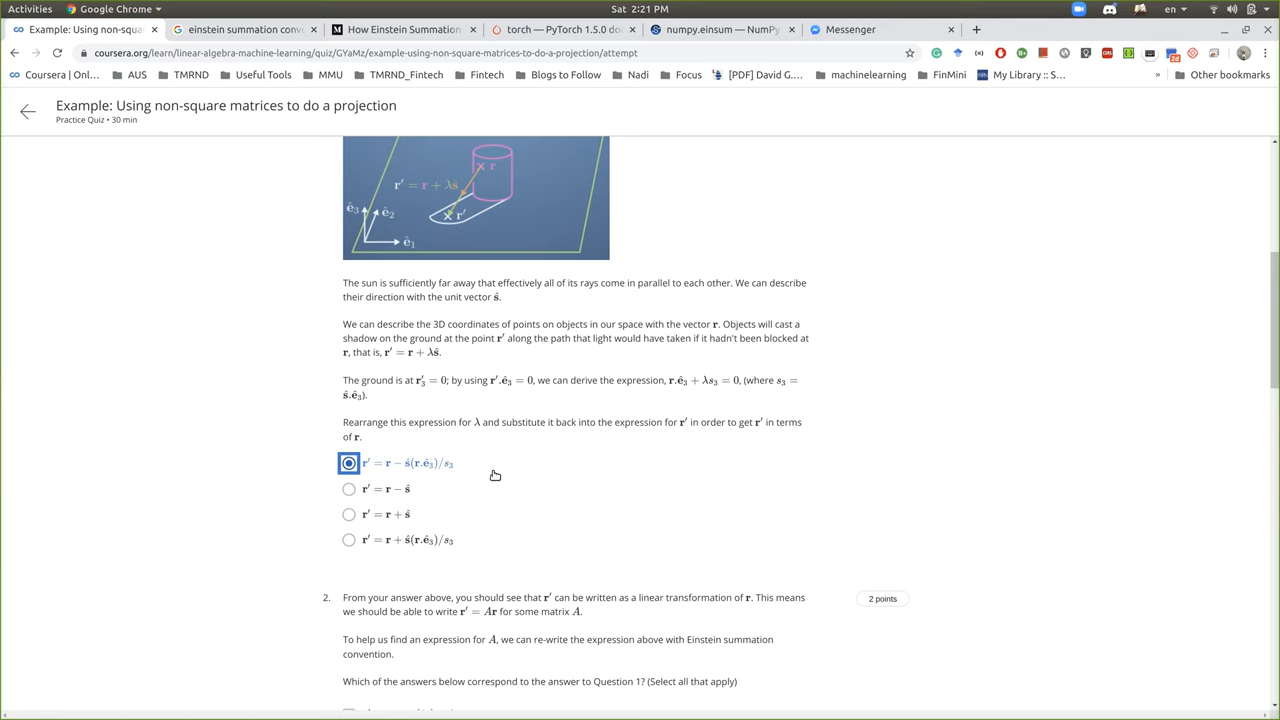 Activities
Google Chrome
Sat 2:21 PM
en
Example: Using non-squar
einstein summation conve
How Einstein Summation
torch — PyTorch 1.5.0 do
numpy.einsum — NumPy
Messenger
coursera.org/learn/linear-algebra-machine-learning/quiz/GYaMz/example-using-non-square-matrices-to-do-a-projection/attempt
Coursera | Onl...
AUS
TMRND
Useful Tools
MMU
TMRND_Fintech
Fintech
Blogs to Follow
Nadi
Focus
[PDF] David G....
machinelearning
FinMini
My Library :: S...
»
Other bookmarks
Example: Using non-square matrices to do a projection
Practice Quiz • 30 min
r
r′ = r + λŝ
r′
ê₃
ê₂
ê₁
The sun is sufficiently far away that effectively all of its rays come in parallel to each other. We can describe
their direction with the unit vector ŝ.
We can describe the 3D coordinates of points on objects in our space with the vector r. Objects will cast a
shadow on the ground at the point r′ along the path that light would have taken if it hadn't been blocked at
r, that is, r′ = r + λŝ.
The ground is at r′₃ = 0; by using r′.ê₃ = 0, we can derive the expression, r.ê₃ + λs₃ = 0, (where s₃ =
ŝ.ê₃).
Rearrange this expression for λ and substitute it back into the expression for r′ in order to get r′ in terms
of r.
r′ = r − ŝ(r.ê₃)/s₃
r′ = r − ŝ
r′ = r + ŝ
r′ = r + ŝ(r.ê₃)/s₃
2. From your answer above, you should see that r′ can be written as a linear transformation of r. This means
we should be able to write r′ = Ar for some matrix A.
2 points
To help us find an expression for A, we can re-write the expression above with Einstein summation
convention.
Which of the answers below correspond to the answer to Question 1? (Select all that apply)